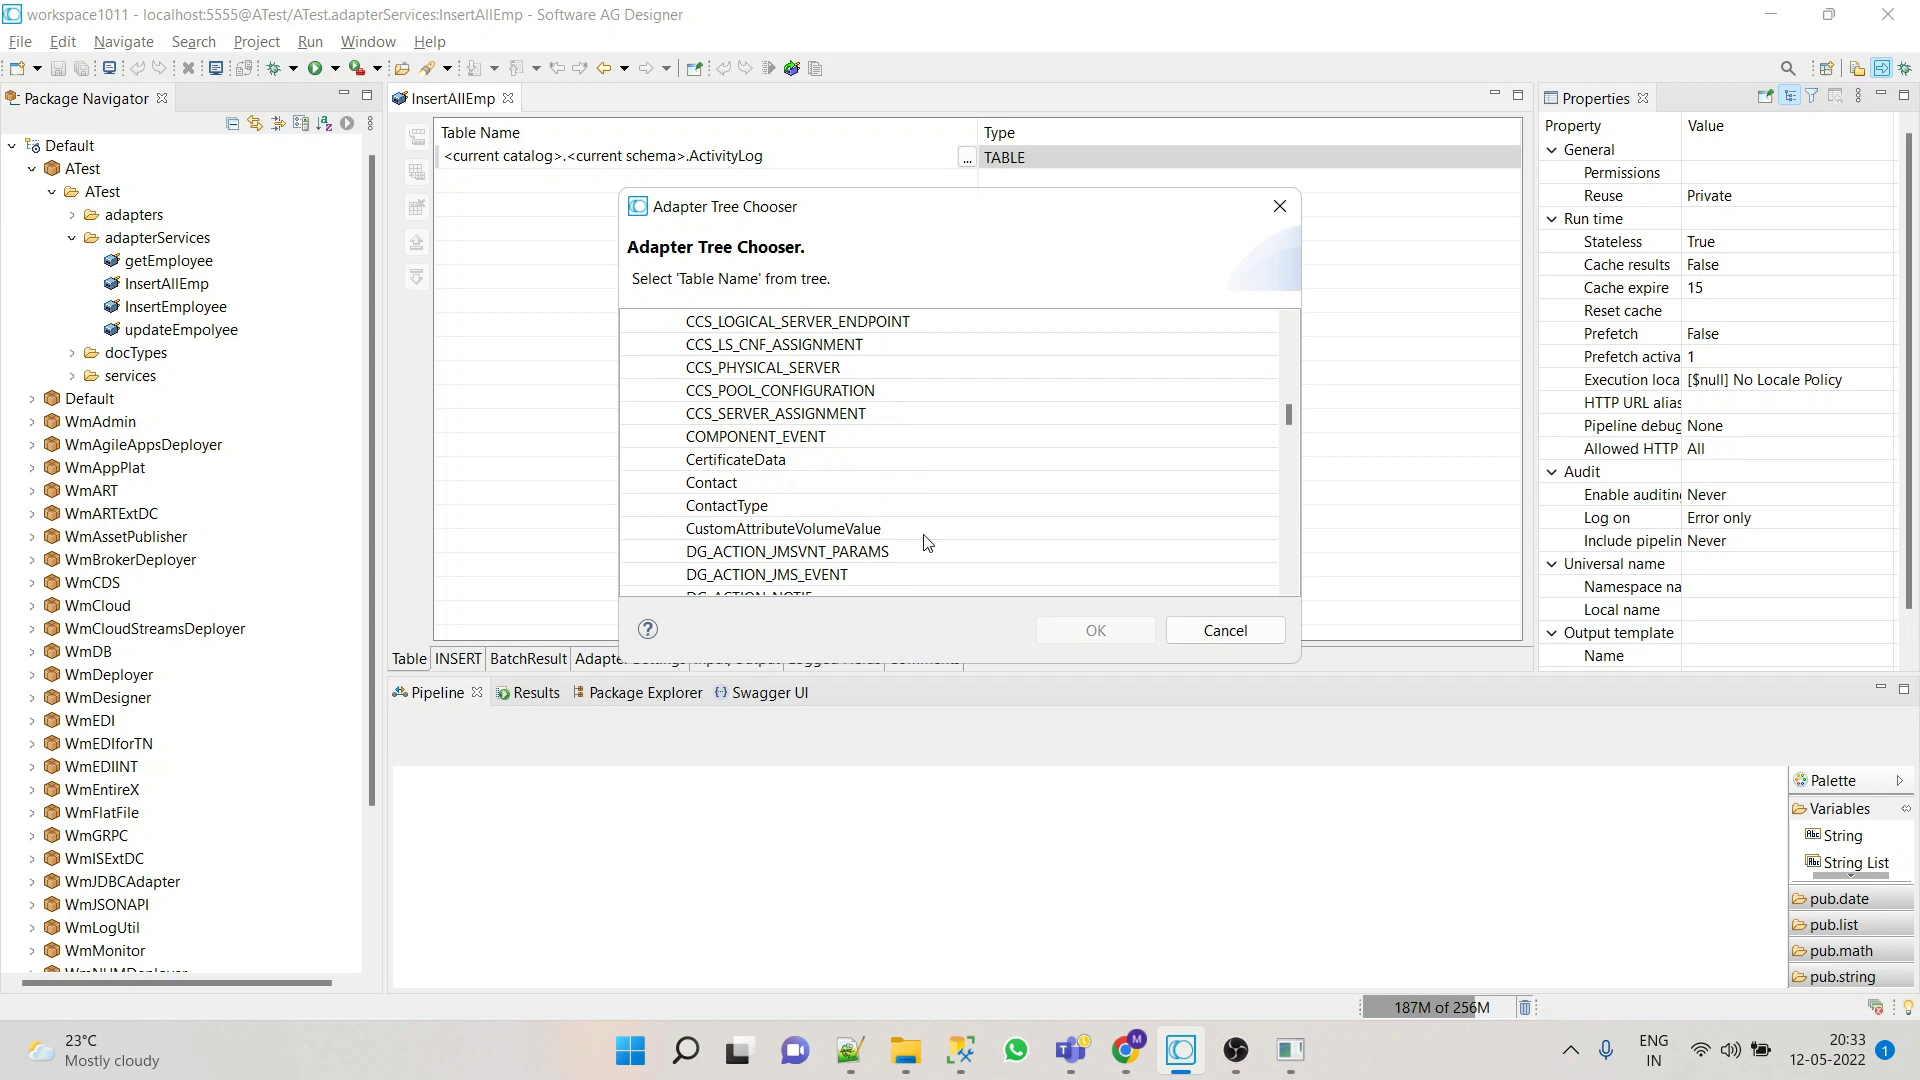 workspace1011 - localhost:5555@ATest/ATest.adapterServices:InsertAllEmp - Software AG Designer
File Edit Navigate Search Project Run Window Help
Package Navigator
Default
ATest
ATest
adapters
adapterServices
getEmployee
InsertAllEmp
InsertEmployee
updateEmpolyee
docTypes
services
Default
WmAdmin
WmAgileAppsDeployer
WmAppPlat
WmART
WmARTExtDC
WmAssetPublisher
WmBrokerDeployer
WmCDS
WmCloud
WmCloudStreamsDeployer
WmDB
WmDeployer
WmDesigner
WmEDI
WmEDIforTN
WmEDIINT
WmEntireX
WmFlatFile
WmGRPC
WmISExtDC
WmJDBCAdapter
WmJSONAPI
WmLogUtil
WmMonitor
InsertAllEmp
Table Name Type
<current catalog>.<current schema>.ActivityLog ... TABLE
Adapter Tree Chooser
Adapter Tree Chooser.
Select 'Table Name' from tree.
CCS_LOGICAL_SERVER_ENDPOINT
CCS_LS_CNF_ASSIGNMENT
CCS_PHYSICAL_SERVER
CCS_POOL_CONFIGURATION
CCS_SERVER_ASSIGNMENT
COMPONENT_EVENT
CertificateData
Contact
ContactType
CustomAttributeVolumeValue
DG_ACTION_JMSVNT_PARAMS
DG_ACTION_JMS_EVENT
OK Cancel
Table INSERT BatchResult
Pipeline Results Package Explorer Swagger UI
Palette
Variables
String
String List
pub.date
pub.list
pub.math
pub.string
Properties
Property Value
General
Permissions
Reuse Private
Run time
Stateless True
Cache results False
Cache expire 15
Reset cache
Prefetch False
Prefetch activa 1
Execution loca [$null] No Locale Policy
HTTP URL alias
Pipeline debug None
Allowed HTTP All
Audit
Enable auditing Never
Log on Error only
Include pipelin Never
Universal name
Namespace na
Local name
Output template
Name
187M of 256M
23°C
Mostly cloudy
ENG
IN
20:33
12-05-2022
1